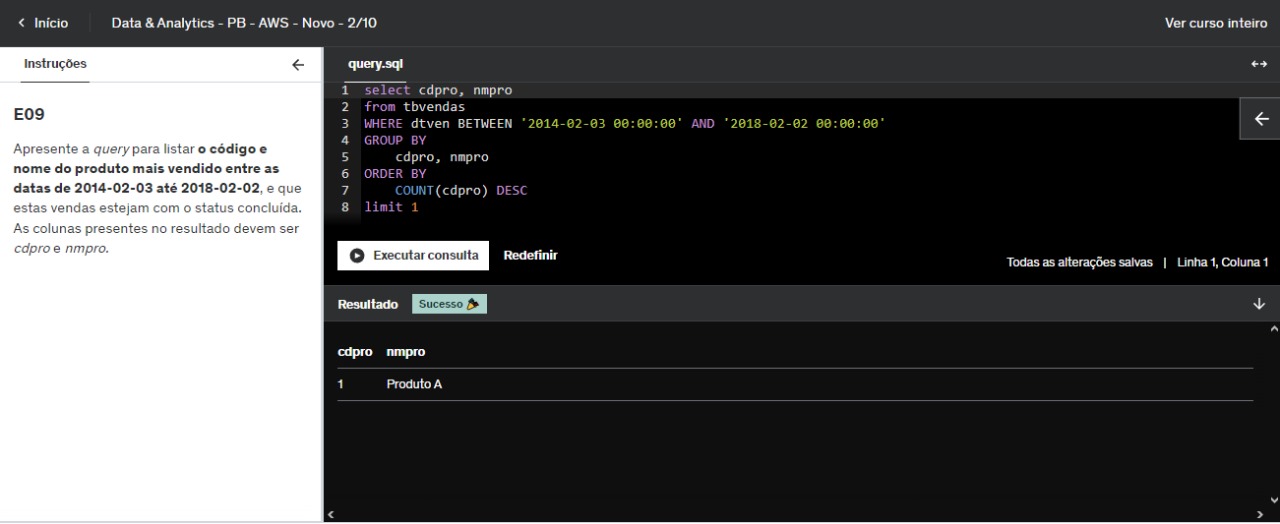 Início
Data & Analytics - PB - AWS - Novo - 2/10
Ver curso inteiro
Instruções
E09
Apresente a query para listar o código e
nome do produto mais vendido entre as
datas de 2014-02-03 até 2018-02-02, e que
estas vendas estejam com o status concluída.
As colunas presentes no resultado devem ser
cdpro e nmpro.
query.sql
1 select cdpro, nmpro
2 from tbvendas
3 WHERE dtven BETWEEN '2014-02-03 00:00:00' AND '2018-02-02 00:00:00'
4 GROUP BY
5     cdpro, nmpro
6 ORDER BY
7     COUNT(cdpro) DESC
8 limit 1
Executar consulta
Redefinir
Todas as alterações salvas | Linha 1, Coluna 1
Resultado
Sucesso
cdpro nmpro
1 Produto A